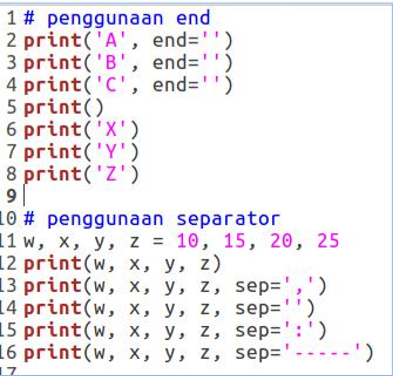 1 # penggunaan end
2 print('A', end='')
3 print('B', end='')
4 print('C', end='')
5 print()
6 print('X')
7 print('Y')
8 print('Z')
9
10 # penggunaan separator
11 w, x, y, z = 10, 15, 20, 25
12 print(w, x, y, z)
13 print(w, x, y, z, sep=',')
14 print(w, x, y, z, sep='')
15 print(w, x, y, z, sep=':')
16 print(w, x, y, z, sep='-----')
17